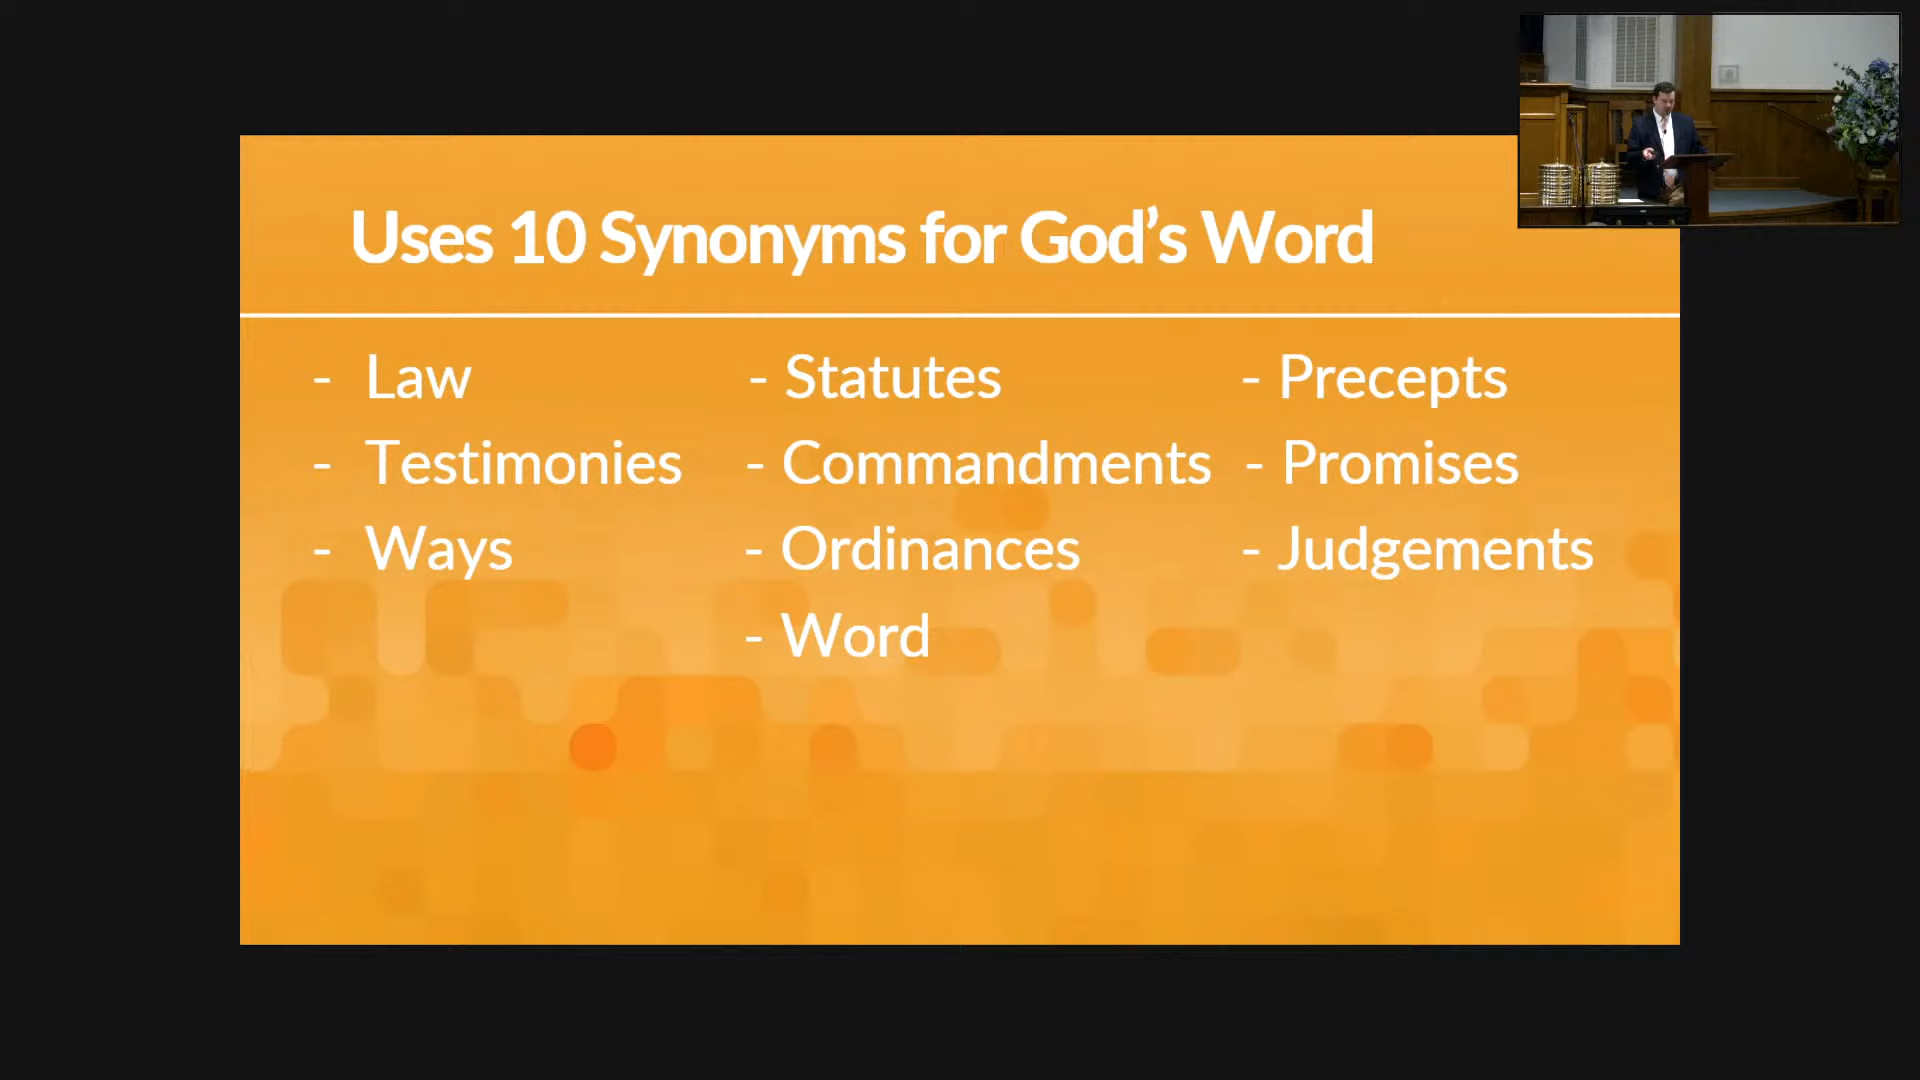 Uses 10 Synonyms for God's Word
- Law
- Testimonies
- Ways
- Statutes
- Commandments
- Ordinances
- Word
- Precepts
- Promises
- Judgements